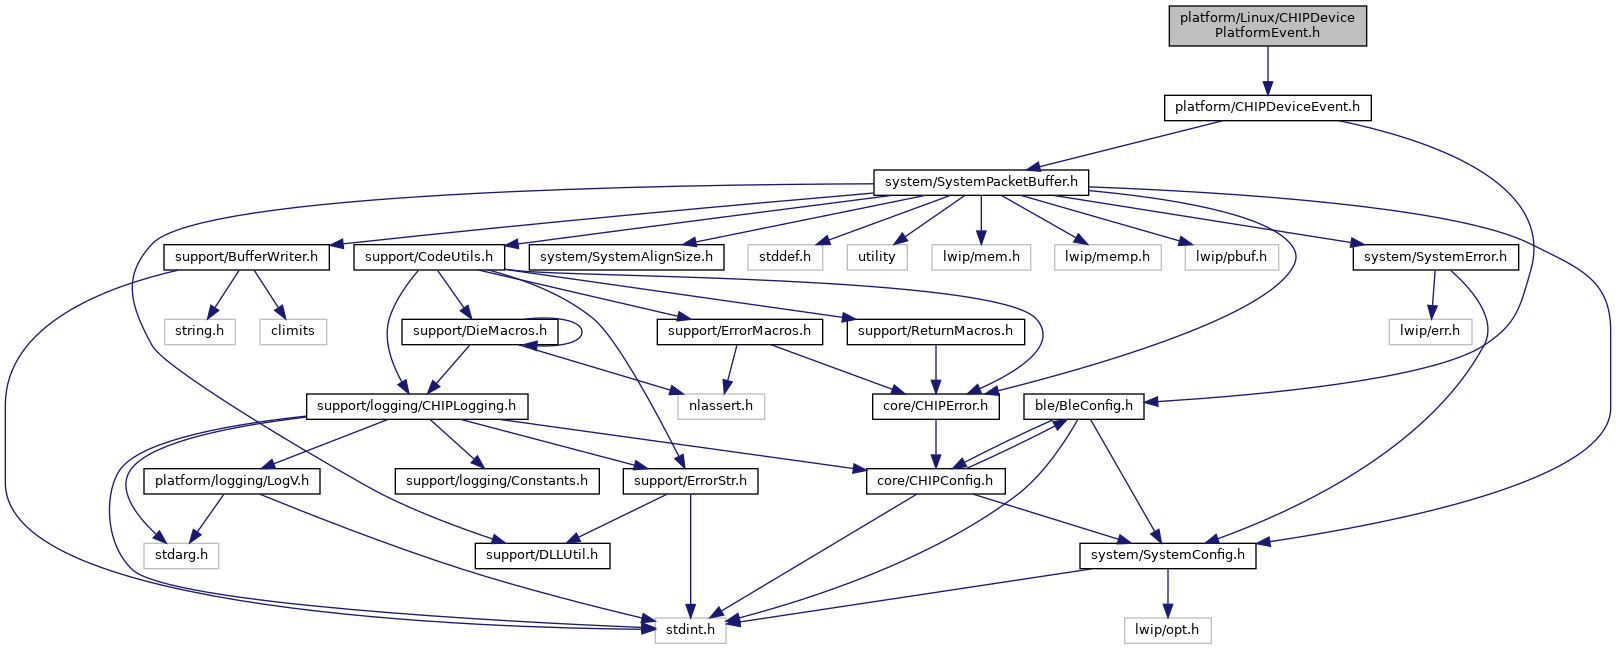 platform/Linux/CHIPDevice
PlatformEvent.h
platform/CHIPDeviceEvent.h
system/SystemPacketBuffer.h
support/BufferWriter.h
support/CodeUtils.h
system/SystemAlignSize.h
stddef.h
utility
lwip/mem.h
lwip/memp.h
lwip/pbuf.h
system/SystemError.h
string.h
climits
support/DieMacros.h
support/ErrorMacros.h
support/ReturnMacros.h
lwip/err.h
support/logging/CHIPLogging.h
nlassert.h
core/CHIPError.h
ble/BleConfig.h
platform/logging/LogV.h
support/logging/Constants.h
support/ErrorStr.h
core/CHIPConfig.h
stdarg.h
support/DLLUtil.h
system/SystemConfig.h
stdint.h
lwip/opt.h